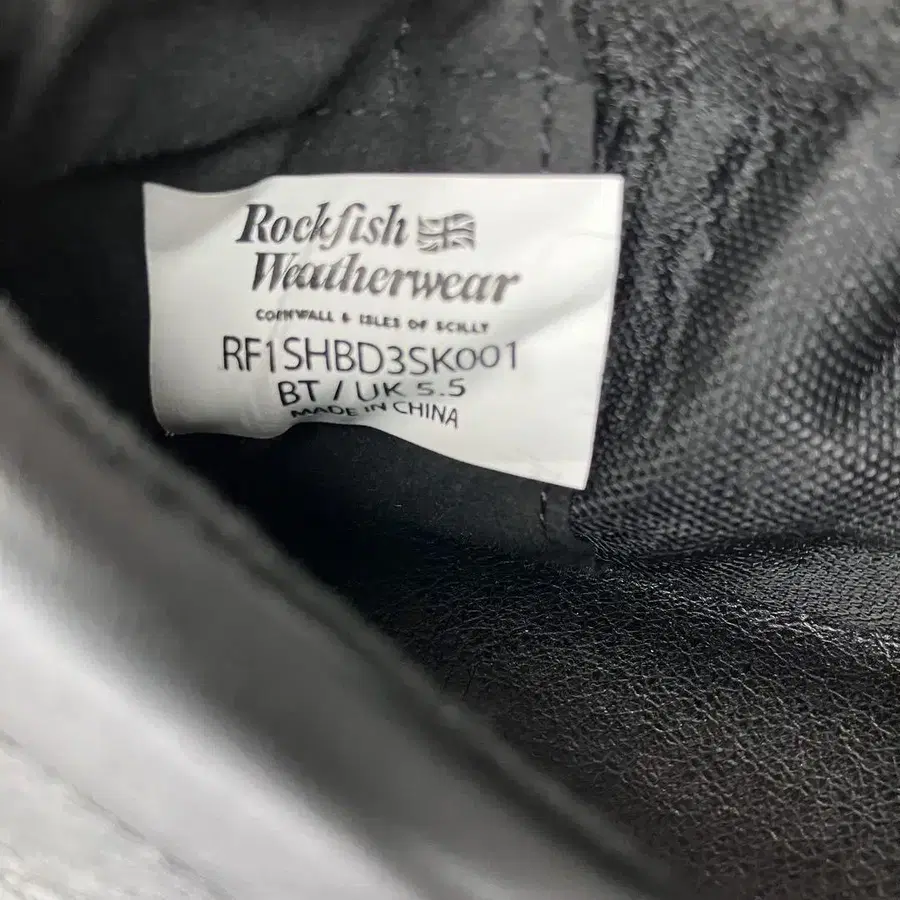 Rockfish
Weatherwear
CORNWALL & ISLES OF SCILLY
RF1SHBD3SK001
BT / UK 5.5
MADE IN CHINA